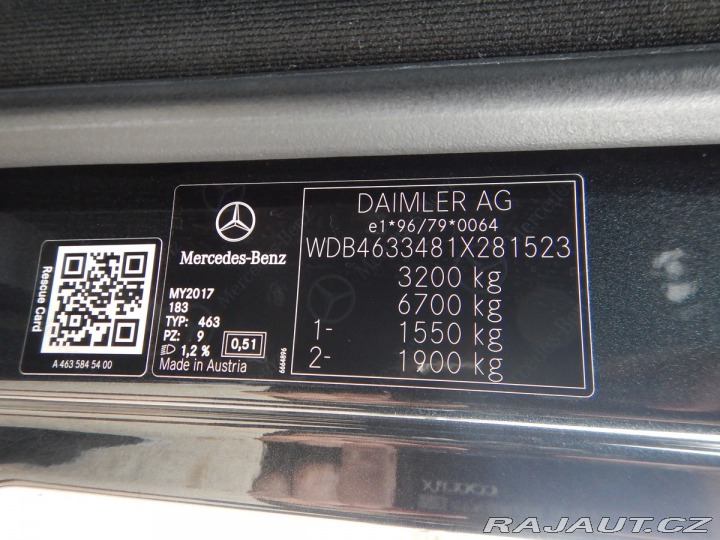 Rescue Card
A 463 584 54 00
Mercedes-Benz
MY2017
183
TYP: 463
PZ: 9
1,2 %
0,51
Made in Austria
6664896
DAIMLER AG
e1*96/79*0064
WDB4633481X281523
3200 kg
6700 kg
1- 1550 kg
2- 1900 kg
RAJAUT.CZ